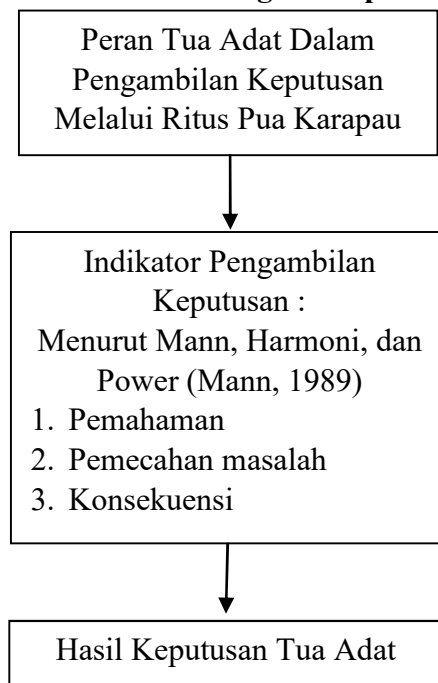 Peran Tua Adat Dalam
Pengambilan Keputusan
Melalui Ritus Pua Karapau
Indikator Pengambilan
Keputusan :
Menurut Mann, Harmoni, dan
Power (Mann, 1989)
1. Pemahaman
2. Pemecahan masalah
3. Konsekuensi
Hasil Keputusan Tua Adat